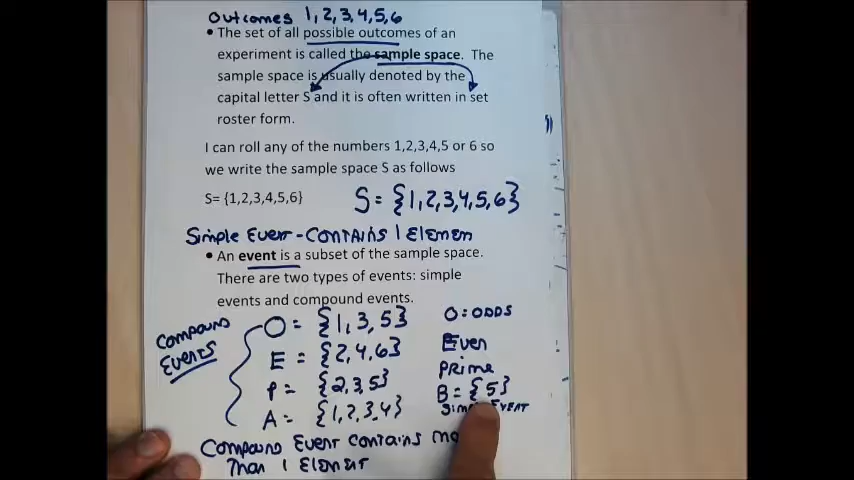 Outcomes 1,2,3,4,5,6
• The set of all possible outcomes of an
experiment is called the sample space. The
sample space is usually denoted by the
capital letter S and it is often written in set
roster form.
I can roll any of the numbers 1,2,3,4,5 or 6 so
we write the sample space S as follows
S= {1,2,3,4,5,6} S = {1,2,3,4,5,6}
Simple Event - CONTAINS 1 Elemen
• An event is a subset of the sample space.
There are two types of events: simple
events and compound events.
Compound Events
O = {1,3,5} O = ODDS
E = {2,4,6} Even
P = {2,3,5} Prime
A = {1,2,3,4} B = {5}
Compound Event contains
Than 1 Element